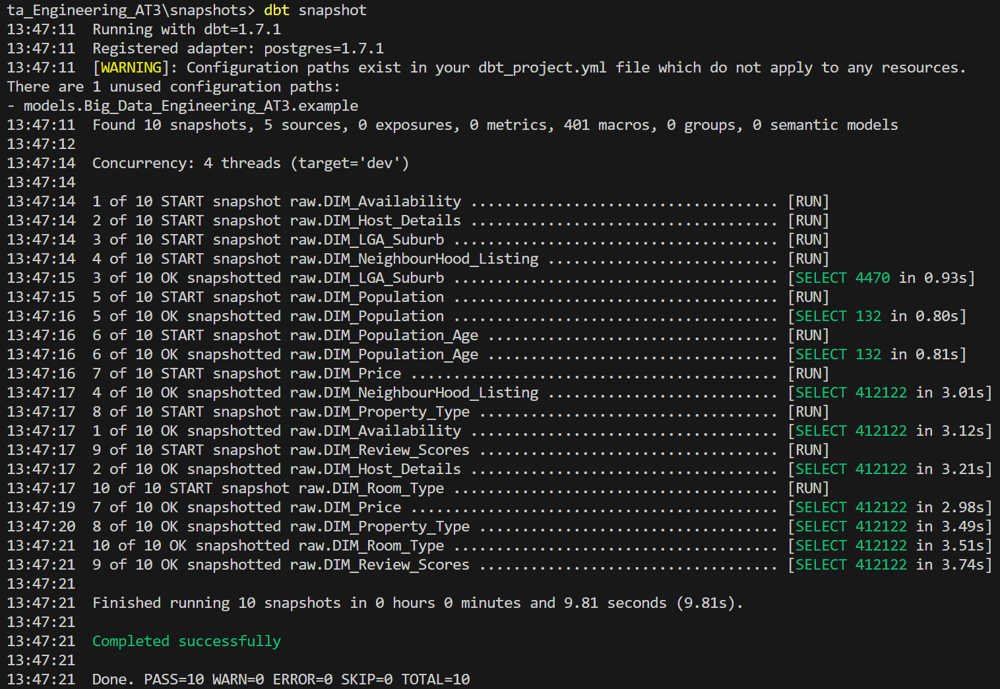 ta_Engineering_AT3\snapshots> dbt snapshot
13:47:11  Running with dbt=1.7.1
13:47:11  Registered adapter: postgres=1.7.1
13:47:11  [WARNING]: Configuration paths exist in your dbt_project.yml file which do not apply to any resources.
There are 1 unused configuration paths:
- models.Big_Data_Engineering_AT3.example
13:47:11  Found 10 snapshots, 5 sources, 0 exposures, 0 metrics, 401 macros, 0 groups, 0 semantic models
13:47:12
13:47:14  Concurrency: 4 threads (target='dev')
13:47:14
13:47:14  1 of 10 START snapshot raw.DIM_Availability .................................... [RUN]
13:47:14  2 of 10 START snapshot raw.DIM_Host_Details .................................... [RUN]
13:47:14  3 of 10 START snapshot raw.DIM_LGA_Suburb ...................................... [RUN]
13:47:14  4 of 10 START snapshot raw.DIM_NeighbourHood_Listing ........................... [RUN]
13:47:15  3 of 10 OK snapshotted raw.DIM_LGA_Suburb ...................................... [SELECT 4470 in 0.93s]
13:47:15  5 of 10 START snapshot raw.DIM_Population ...................................... [RUN]
13:47:16  5 of 10 OK snapshotted raw.DIM_Population ...................................... [SELECT 132 in 0.80s]
13:47:16  6 of 10 START snapshot raw.DIM_Population_Age .................................. [RUN]
13:47:16  6 of 10 OK snapshotted raw.DIM_Population_Age .................................. [SELECT 132 in 0.81s]
13:47:16  7 of 10 START snapshot raw.DIM_Price ........................................... [RUN]
13:47:17  4 of 10 OK snapshotted raw.DIM_NeighbourHood_Listing ........................... [SELECT 412122 in 3.01s]
13:47:17  8 of 10 START snapshot raw.DIM_Property_Type ................................... [RUN]
13:47:17  1 of 10 OK snapshotted raw.DIM_Availability .................................... [SELECT 412122 in 3.12s]
13:47:17  9 of 10 START snapshot raw.DIM_Review_Scores ................................... [RUN]
13:47:17  2 of 10 OK snapshotted raw.DIM_Host_Details .................................... [SELECT 412122 in 3.21s]
13:47:17  10 of 10 START snapshot raw.DIM_Room_Type ...................................... [RUN]
13:47:19  7 of 10 OK snapshotted raw.DIM_Price ........................................... [SELECT 412122 in 2.98s]
13:47:20  8 of 10 OK snapshotted raw.DIM_Property_Type ................................... [SELECT 412122 in 3.49s]
13:47:21  10 of 10 OK snapshotted raw.DIM_Room_Type ...................................... [SELECT 412122 in 3.51s]
13:47:21  9 of 10 OK snapshotted raw.DIM_Review_Scores ................................... [SELECT 412122 in 3.74s]
13:47:21
13:47:21  Finished running 10 snapshots in 0 hours 0 minutes and 9.81 seconds (9.81s).
13:47:21
13:47:21  Completed successfully
13:47:21
13:47:21  Done. PASS=10 WARN=0 ERROR=0 SKIP=0 TOTAL=10